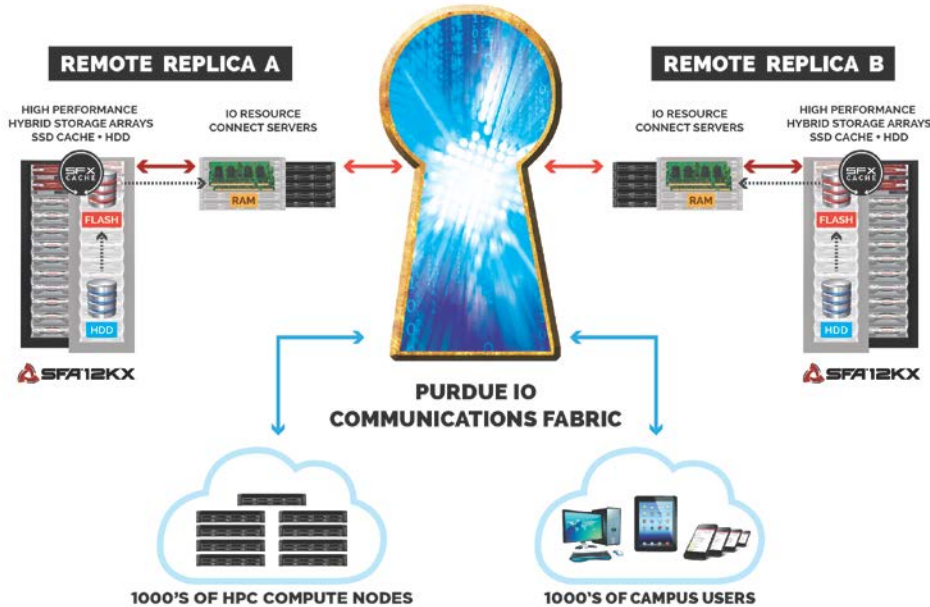 REMOTE REPLICA A
HIGH PERFORMANCE
HYBRID STORAGE ARRAYS
SSD CACHE + HDD
IO RESOURCE
CONNECT SERVERS
SFX
CACHE
FLASH
HDD
RAM
SFA12KX
REMOTE REPLICA B
IO RESOURCE
CONNECT SERVERS
HIGH PERFORMANCE
HYBRID STORAGE ARRAYS
SSD CACHE + HDD
RAM
SFX
CACHE
FLASH
HDD
SFA12KX
PURDUE IO
COMMUNICATIONS FABRIC
1000'S OF HPC COMPUTE NODES
1000'S OF CAMPUS USERS